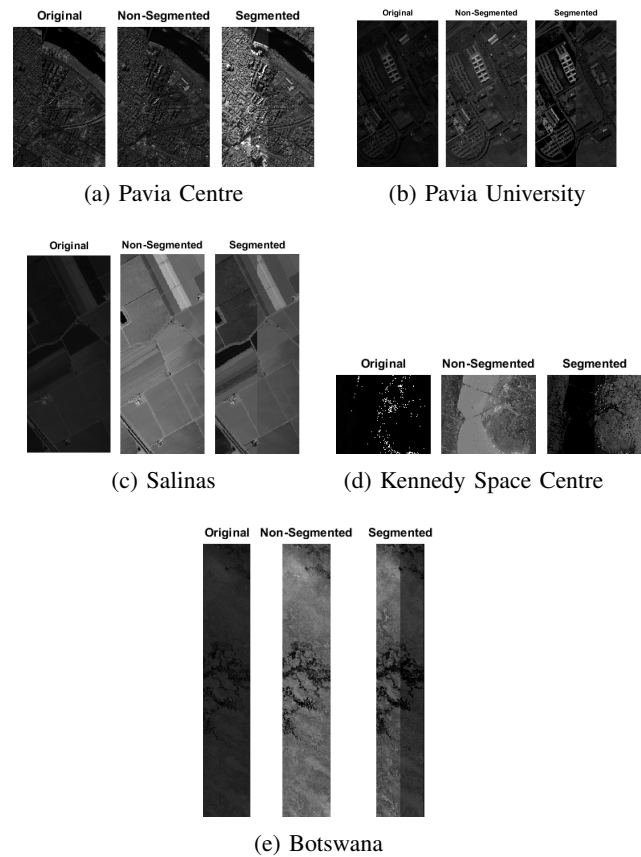 Original Non-Segmented Segmented
(a) Pavia Centre
Original Non-Segmented Segmented
(b) Pavia University
Original Non-Segmented Segmented
(c) Salinas
Original Non-Segmented Segmented
(d) Kennedy Space Centre
Original Non-Segmented Segmented
(e) Botswana